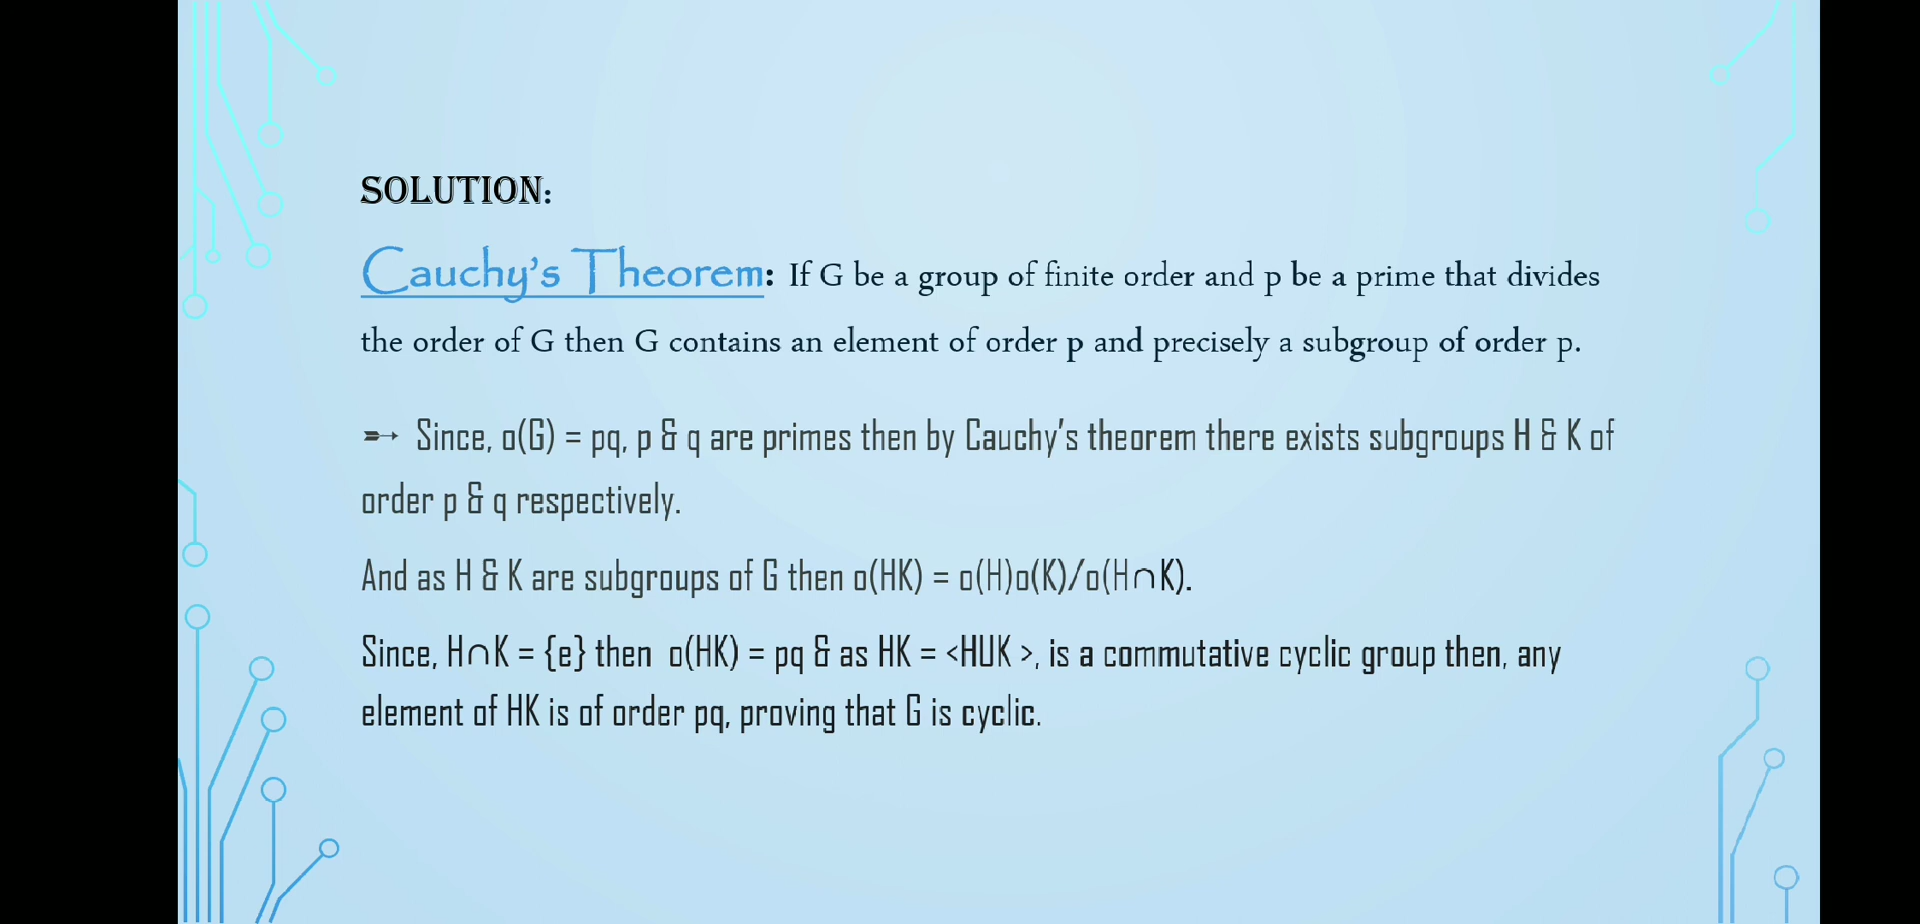 SOLUTION:
Cauchy's Theorem: If G be a group of finite order and p be a prime that divides
the order of G then G contains an element of order p and precisely a subgroup of order p.
➵ Since, o(G) = pq, p & q are primes then by Cauchy's theorem there exists subgroups H & K of
order p & q respectively.
And as H & K are subgroups of G then o(HK) = o(H)o(K)/o(H∩K).
Since, H∩K = {e} then o(HK) = pq & as HK = <HUK >, is a commutative cyclic group then, any
element of HK is of order pq, proving that G is cyclic.